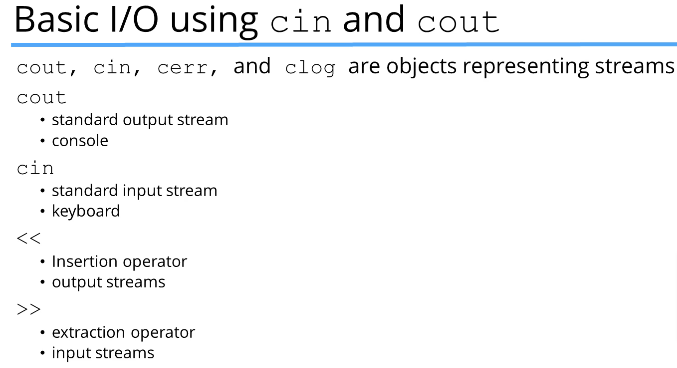 Basic I/O using cin and cout
cout, cin, cerr, and clog are objects representing streams
cout
• standard output stream
• console
cin
• standard input stream
• keyboard
<<
• Insertion operator
• output streams
>>
• extraction operator
• input streams